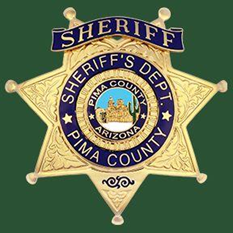 SHERIFF
SHERIFF'S DEPT.
PIMA COUNTY
ARIZONA
PIMA COUNTY